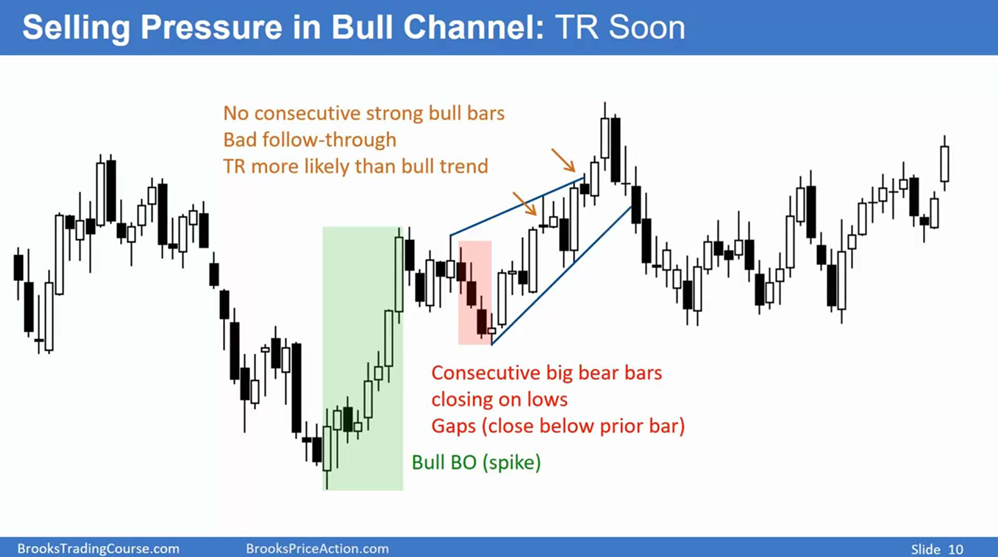 Selling Pressure in Bull Channel: TR Soon
No consecutive strong bull bars
Bad follow-through
TR more likely than bull trend
Consecutive big bear bars
closing on lows
Gaps (close below prior bar)
Bull BO (spike)
BrooksTradingCourse.com
BrooksPriceAction.com
Slide 10